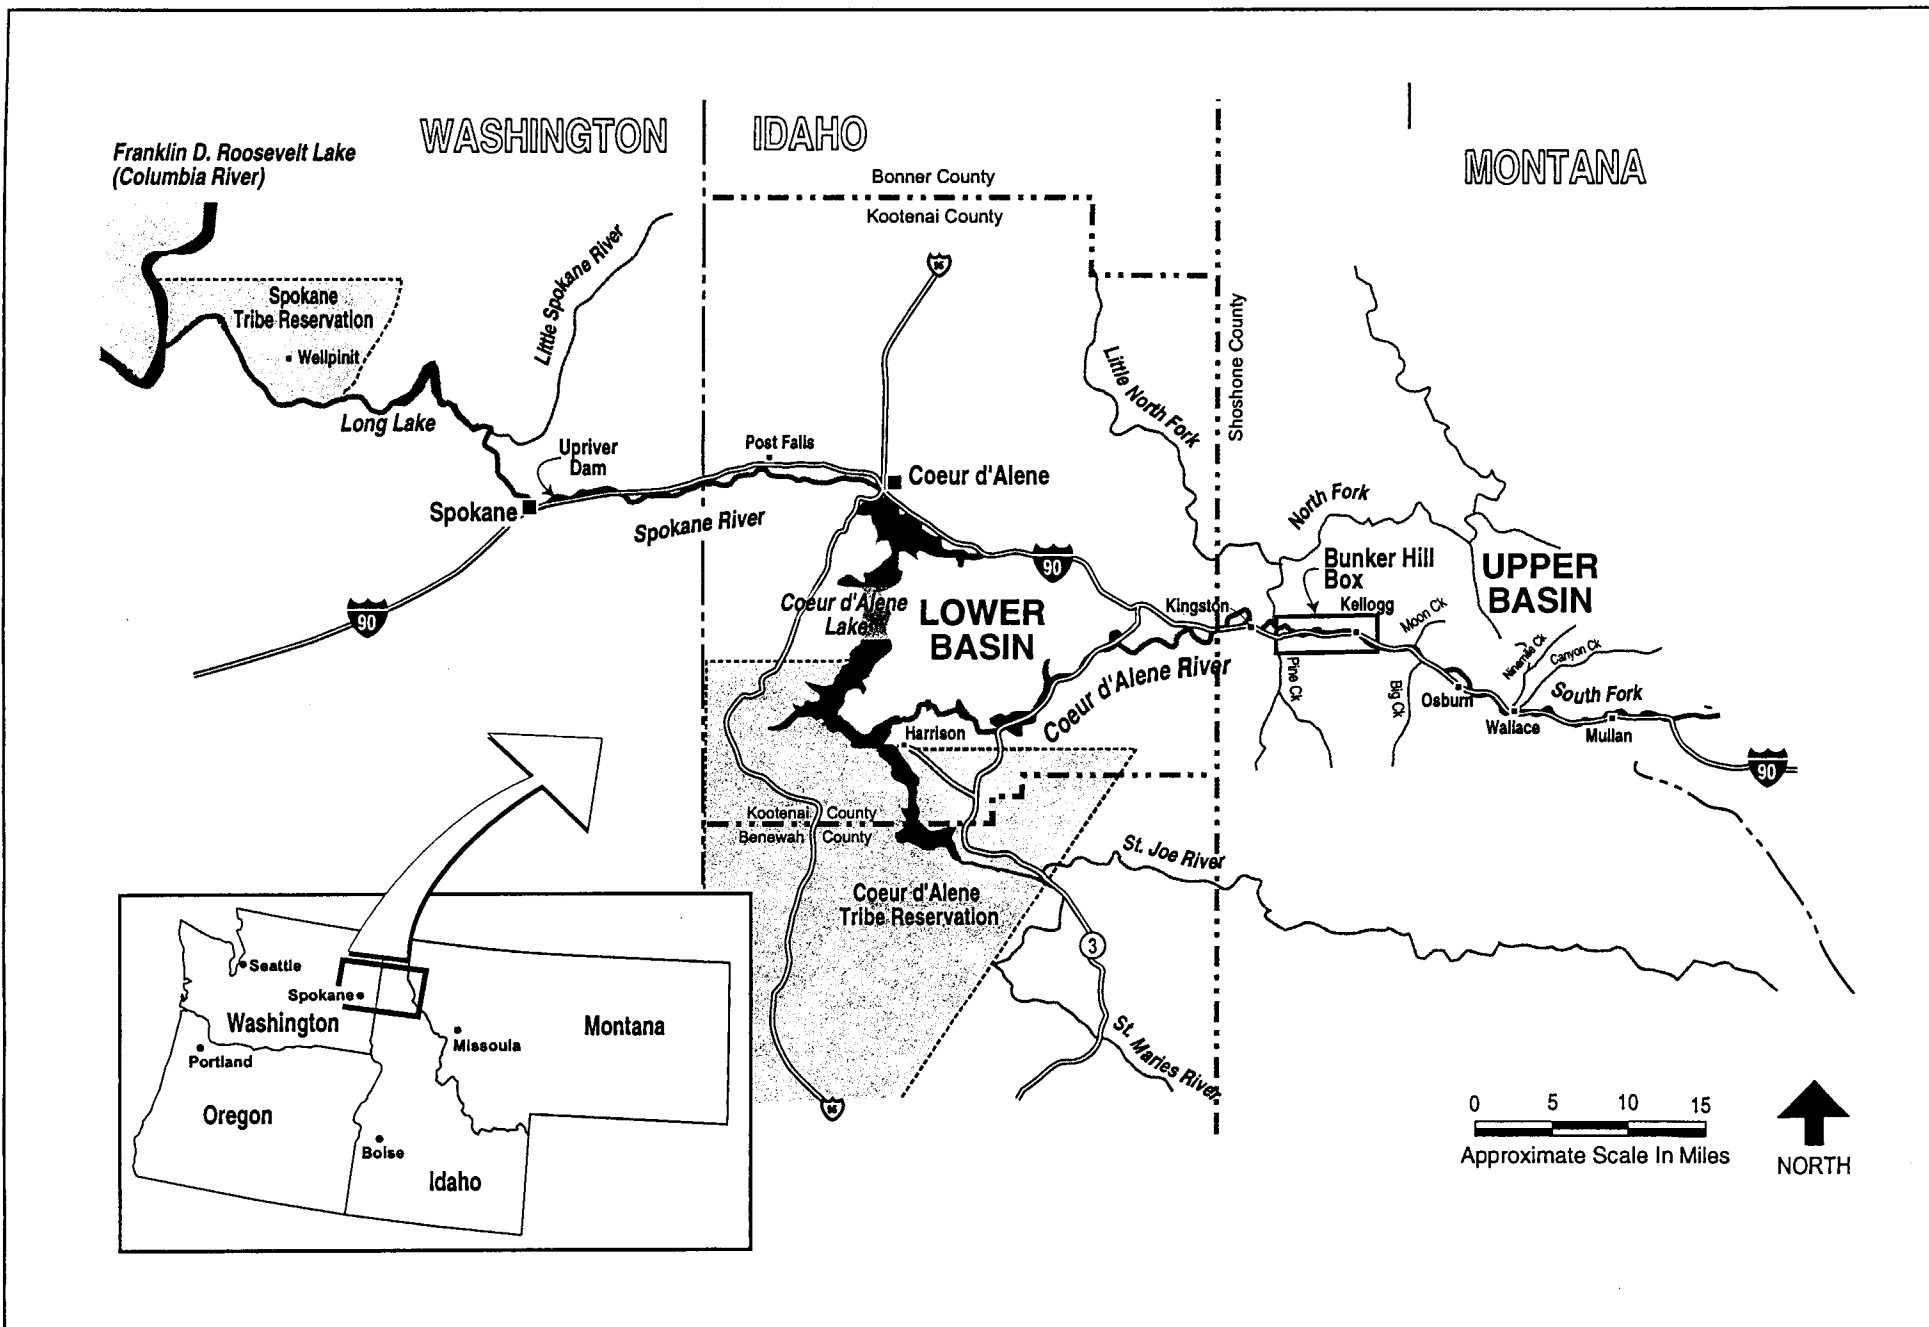 WASHINGTON
IDAHO
MONTANA
Franklin D. Roosevelt Lake
(Columbia River)
Bonner County
Kootenai County
Little Spokane River
Spokane
Tribe Reservation
Wellpinit
Long Lake
Upriver
Dam
Spokane
Spokane River
Post Falls
Coeur d'Alene
Little North Fork
Shoshone County
North Fork
Bunker Hill
Box
UPPER
BASIN
90
90
Coeur d'Alene
Lake
LOWER
BASIN
Kingston
Kellogg
Moon Ck
Ninemile Ck
Canyon Ck
Coeur d'Alene River
Pine Ck
Big Ck
Osburn
South Fork
Wallace
Mullan
90
Harrison
Kootenai County
Benewah County
St. Joe River
Coeur d'Alene
Tribe Reservation
3
St. Maries River
Seattle
Spokane
Washington
Montana
Missoula
Portland
Oregon
Boise
Idaho
0 5 10 15
Approximate Scale In Miles
NORTH